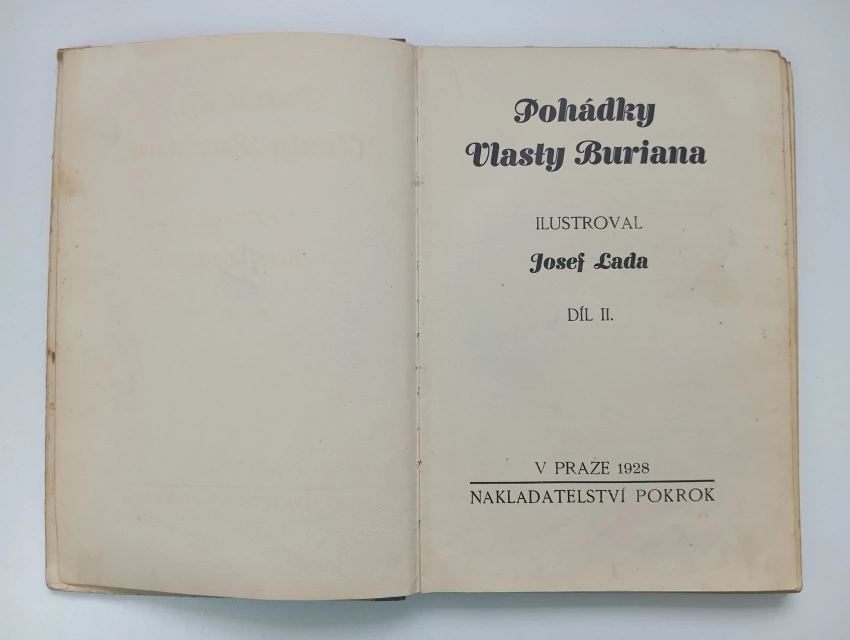 Pohádky
Vlasty Buriana
ILUSTROVAL
Josef Lada
DÍL II.
V PRAZE 1928
NAKLADATELSTVÍ POKROK